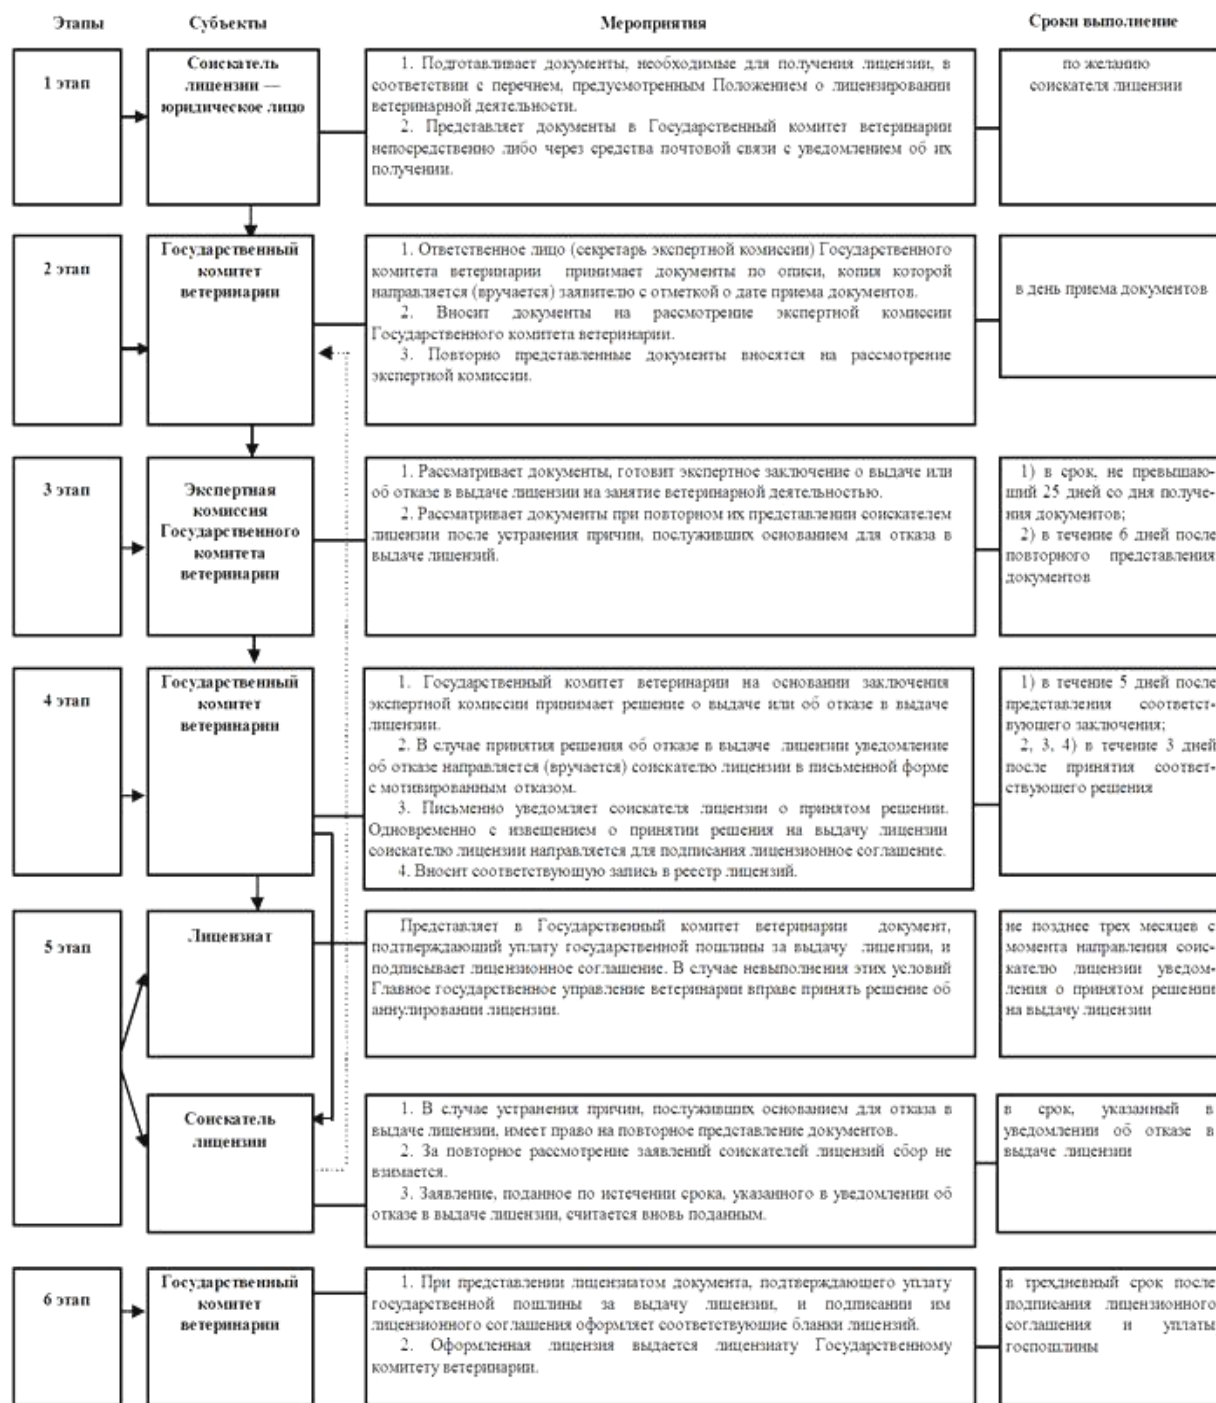 Этапы
Субъекты
Мероприятия
Сроки выполнение
1 этап
Соискатель
лицензии —
юридическое лицо
1. Подготавливает документы, необходимые для получения лицензии, в
соответствии с перечнем, предусмотренным Положением о лицензировании
ветеринарной деятельности.
2. Представляет документы в Государственный комитет ветеринарии
непосредственно либо через средства почтовой связи с уведомлением об их
получении.
по желанию
соискателя лицензии
2 этап
Государственный
комитет
ветеринарии
1. Ответственное лицо (секретарь экспертной комиссии) Государственного
комитета ветеринарии принимает документы по описи, копия которой
направляется (вручается) заявителю с отметкой о дате приема документов.
2. Вносит документы на рассмотрение экспертной комиссии
Государственного комитета ветеринарии.
3. Повторно представленные документы вносятся на рассмотрение
экспертной комиссии.
в день приема документов
3 этап
Экспертная
комиссия
Государственного
комитета
ветеринарии
1. Рассматривает документы, готовит экспертное заключение о выдаче или
об отказе в выдаче лицензии на занятие ветеринарной деятельностью.
2. Рассматривает документы при повторном их представлении соискателем
лицензии после устранения причин, послуживших основанием для отказа в
выдаче лицензий.
1) в срок, не превышаю-
щий 25 дней со дня получе-
ния документов;
2) в течение 6 дней после
повторного представления
документов
4 этап
Государственный
комитет
ветеринарии
1. Государственный комитет ветеринарии на основании заключения
экспертной комиссии принимает решение о выдаче или об отказе в выдаче
лицензии.
2. В случае принятия решения об отказе в выдаче лицензии уведомление
об отказе направляется (вручается) соискателю лицензии в письменной форме
с мотивированным отказом.
3. Письменно уведомляет соискателя лицензии о принятом решении.
Одновременно с извещением о принятии решения на выдачу лицензии
соискателю лицензии направляется для подписания лицензионное соглашение.
4. Вносит соответствующую запись в реестр лицензий.
1) в течение 5 дней после
представления соответст-
вующего заключения;
2, 3, 4) в течение 3 дней
после принятия соответ-
ствующего решения
5 этап
Лицензиат
Представляет в Государственный комитет ветеринарии документ,
подтверждающий уплату государственной пошлины за выдачу лицензии, и
подписывает лицензионное соглашение. В случае невыполнения этих условий
Главное государственное управление ветеринарии вправе принять решение об
аннулировании лицензии.
не позднее трех месяцев с
момента направления соис-
кателю лицензии уведом-
ления о принятом решении
на выдачу лицензии
Соискатель
лицензии
1. В случае устранения причин, послуживших основанием для отказа в
выдаче лицензии, имеет право на повторное представление документов.
2. За повторное рассмотрение заявлений соискателей лицензий сбор не
взимается.
3. Заявление, поданное по истечении срока, указанного в уведомлении об
отказе в выдаче лицензии, считается вновь поданным.
в срок, указанный в
уведомлении об отказе в
выдаче лицензии
6 этап
Государственный
комитет
ветеринарии
1. При представлении лицензиатом документа, подтверждающего уплату
государственной пошлины за выдачу лицензии, и подписании им
лицензионного соглашения оформляет соответствующие бланки лицензий.
2. Оформленная лицензия выдается лицензиату Государственному
комитету ветеринарии.
в трехдневный срок после
подписания лицензионного
соглашения и уплаты
госпошлины